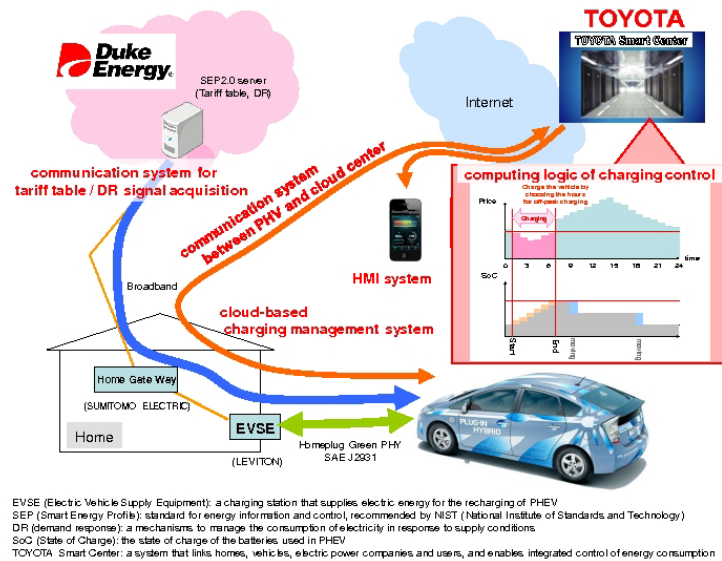 Duke
Energy®
SEP2.0 server
(Tariff table, DR)
TOYOTA
TOYOTA Smart Center
Internet
communication system for
tariff table / DR signal acquisition
communication system
between PHV and cloud center
computing logic of charging control
Charge the vehicle by
choosing the hours
for off-peak charging
Price
Charging
0 3 6 9 12 15 18 21 24
time
SoC
Start
End
moving
moving
HMI system
Broadband
cloud-based
charging management system
Home Gate Way
(SUMITOMO ELECTRIC)
Home
EVSE
(LEVITON)
Homeplug Green PHY
SAE J2931
PLUG-IN
HYBRID
EVSE (Electric Vehicle Supply Equipment): a charging station that supplies electric energy for the recharging of PHEV
SEP (Smart Energy Profile): standard for energy information and control, recommended by NIST (National Institute of Standards and Technology)
DR (demand response): a mechanisms to manage the consumption of electricity in response to supply conditions.
SoC (State of Charge): the state of charge of the batteries used in PHEV
TOYOTA Smart Center: a system that links homes, vehicles, electric power companies and users, and enables integrated control of energy consumption